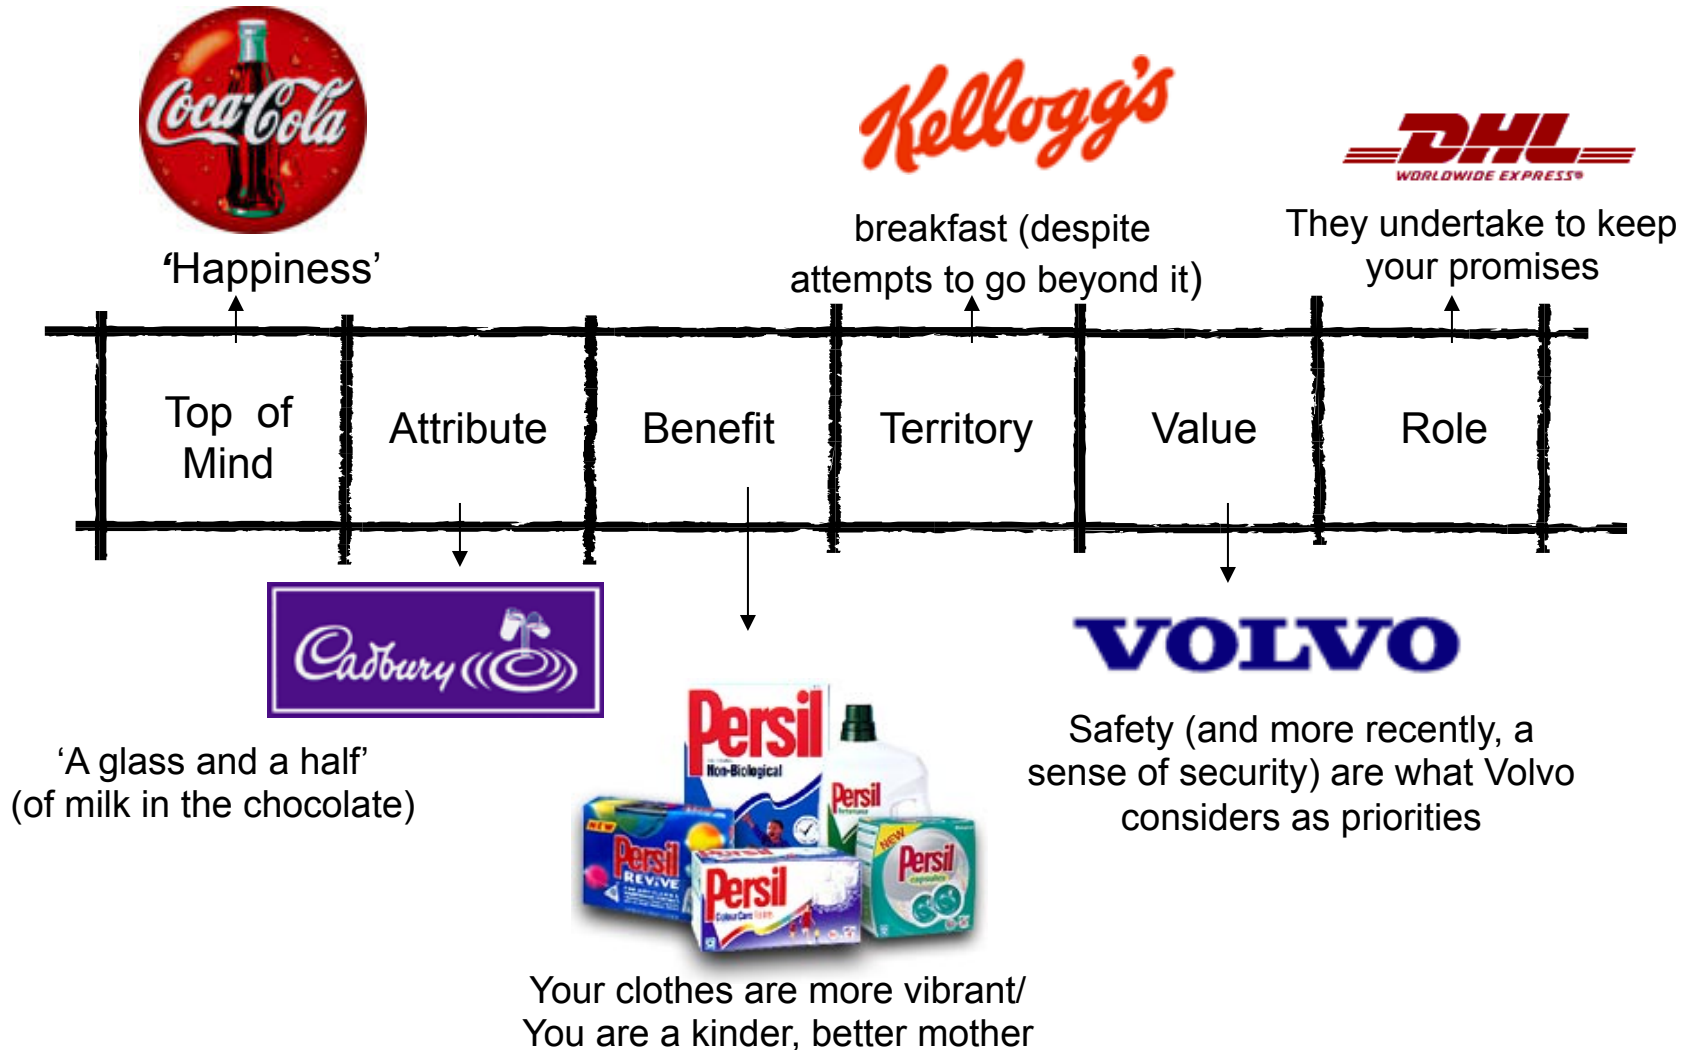 Coca-Cola
'Happiness'
Kellogg's
breakfast (despite
attempts to go beyond it)
DHL
WORLDWIDE EXPRESS®
They undertake to keep
your promises
Top of
Mind
Attribute
Benefit
Territory
Value
Role
Cadbury
'A glass and a half'
(of milk in the chocolate)
Persil
Non-Biological
Persil
Performance
NEW
Persil
REVIVE
Persil
Colour Care
NEW
Persil
capsules
Your clothes are more vibrant/
You are a kinder, better mother
VOLVO
Safety (and more recently, a
sense of security) are what Volvo
considers as priorities